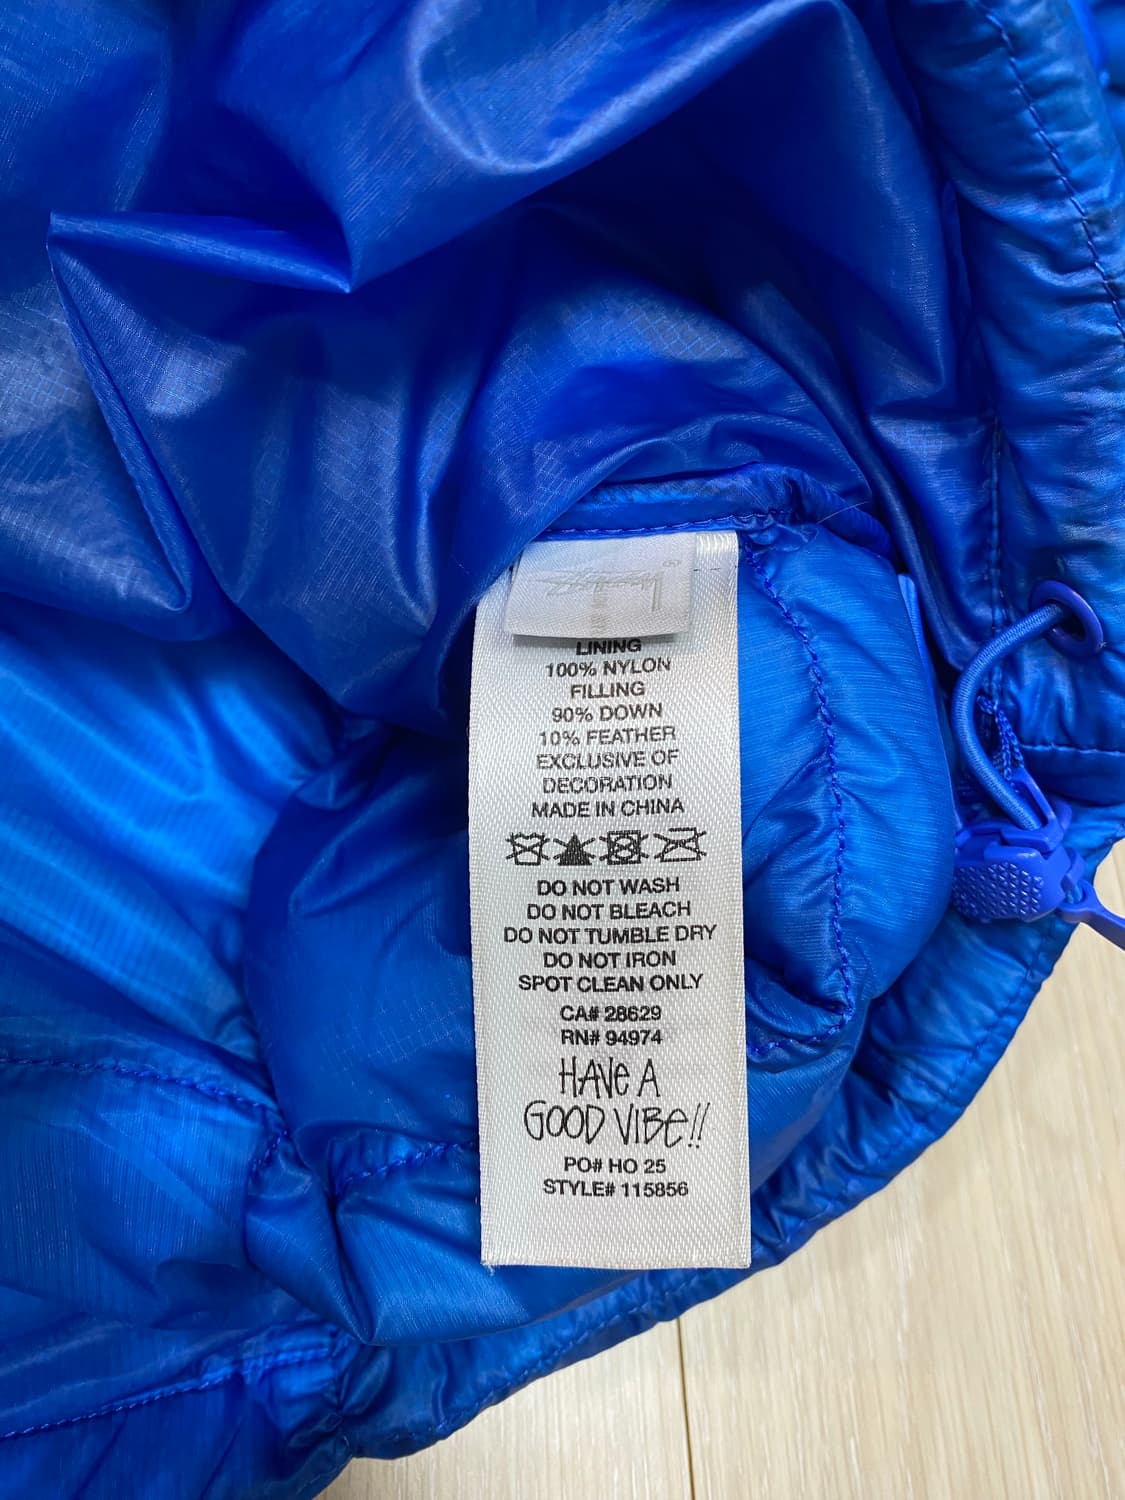 LINING
100% NYLON
FILLING
90% DOWN
10% FEATHER
EXCLUSIVE OF
DECORATION
MADE IN CHINA
DO NOT WASH
DO NOT BLEACH
DO NOT TUMBLE DRY
DO NOT IRON
SPOT CLEAN ONLY
CA# 28629
RN# 94974
HAVE A
GOOD VIBE!!
PO# HO 25
STYLE# 115856